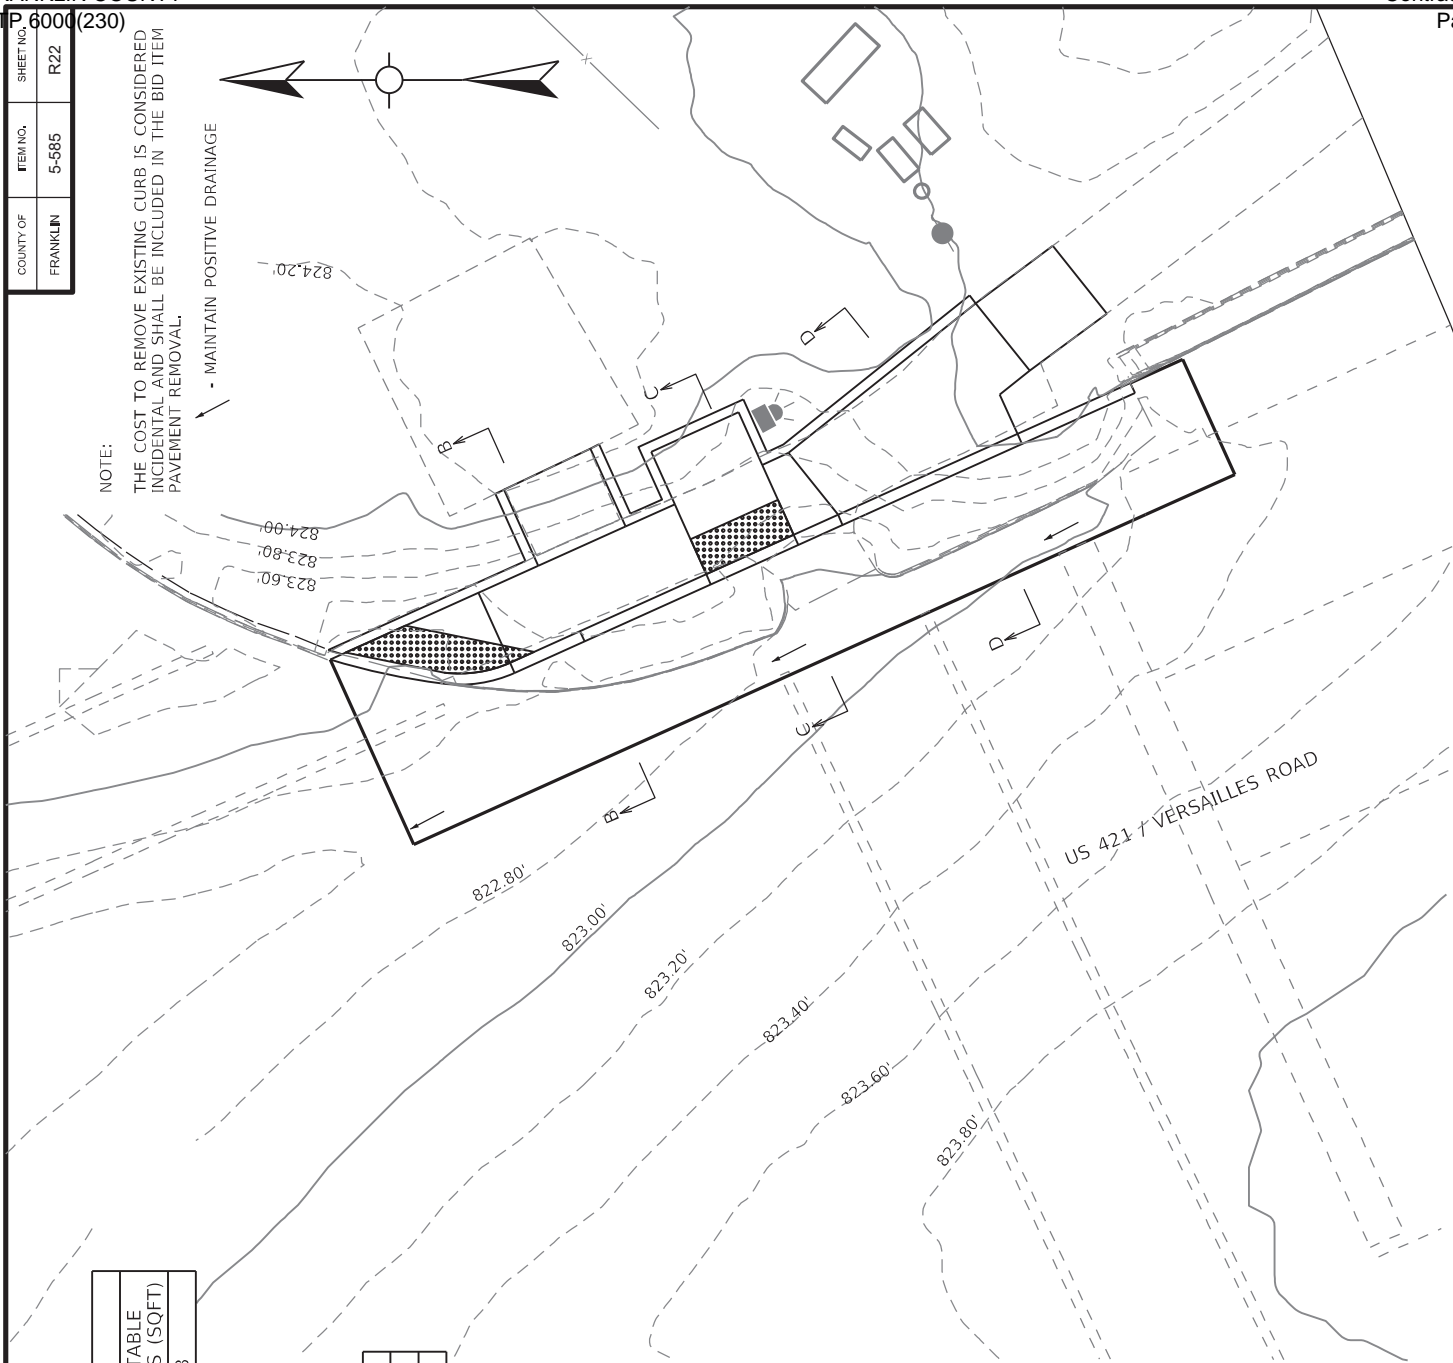 TP 6000(230)
COUNTY OF
ITEM NO.
SHEET NO.
FRANKLIN
5-585
R22
NOTE:
THE COST TO REMOVE EXISTING CURB IS CONSIDERED
INCIDENTAL AND SHALL BE INCLUDED IN THE BID ITEM
PAVEMENT REMOVAL.
- MAINTAIN POSITIVE DRAINAGE
824.20'
824.00'
823.80'
823.60'
B
C
D
B
C
D
US 421 / VERSAILLES ROAD
822.80'
823.00'
823.20'
823.40'
823.60'
823.80'
TABLE
S (SQFT)